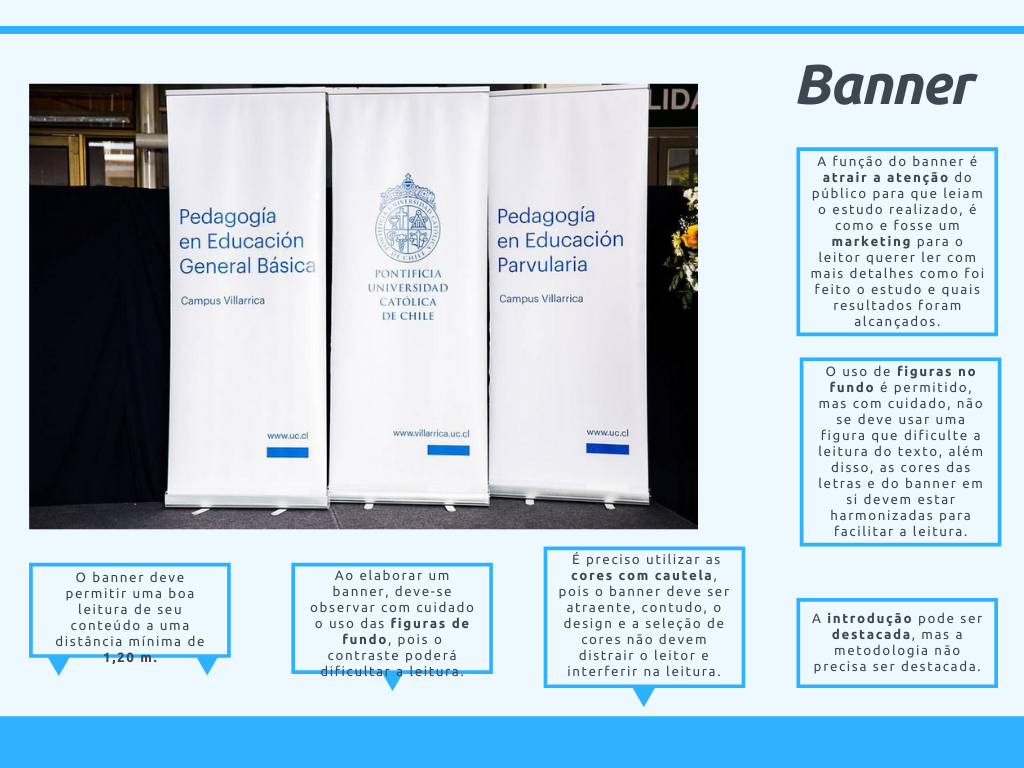 Banner
LIDA
Pedagogía
en Educación
General Básica
Campus Villarrica
www.uc.cl
PONTIFICIA UNIVERSIDAD CATÓLICA DE CHILE
PONTIFICIA
UNIVERSIDAD
CATÓLICA
DE CHILE
www.villarrica.uc.cl
Pedagogía
en Educación
Parvularia
Campus Villarrica
www.uc.cl
A função do banner é
atrair a atenção do
público para que leiam
o estudo realizado, é
como e fosse um
marketing para o
leitor querer ler com
mais detalhes como foi
feito o estudo e quais
resultados foram
alcançados.
O uso de figuras no
fundo é permitido,
mas com cuidado, não
se deve usar uma
figura que dificulte a
leitura do texto, além
disso, as cores das
letras e do banner em
si devem estar
harmonizadas para
facilitar a leitura.
O banner deve
permitir uma boa
leitura de seu
conteúdo a uma
distância mínima de
1,20 m.
Ao elaborar um
banner, deve-se
observar com cuidado
o uso das figuras de
fundo, pois o
contraste poderá
dificultar a leitura.
É preciso utilizar as
cores com cautela,
pois o banner deve ser
atraente, contudo, o
design e a seleção de
cores não devem
distrair o leitor e
interferir na leitura.
A introdução pode ser
destacada, mas a
metodologia não
precisa ser destacada.